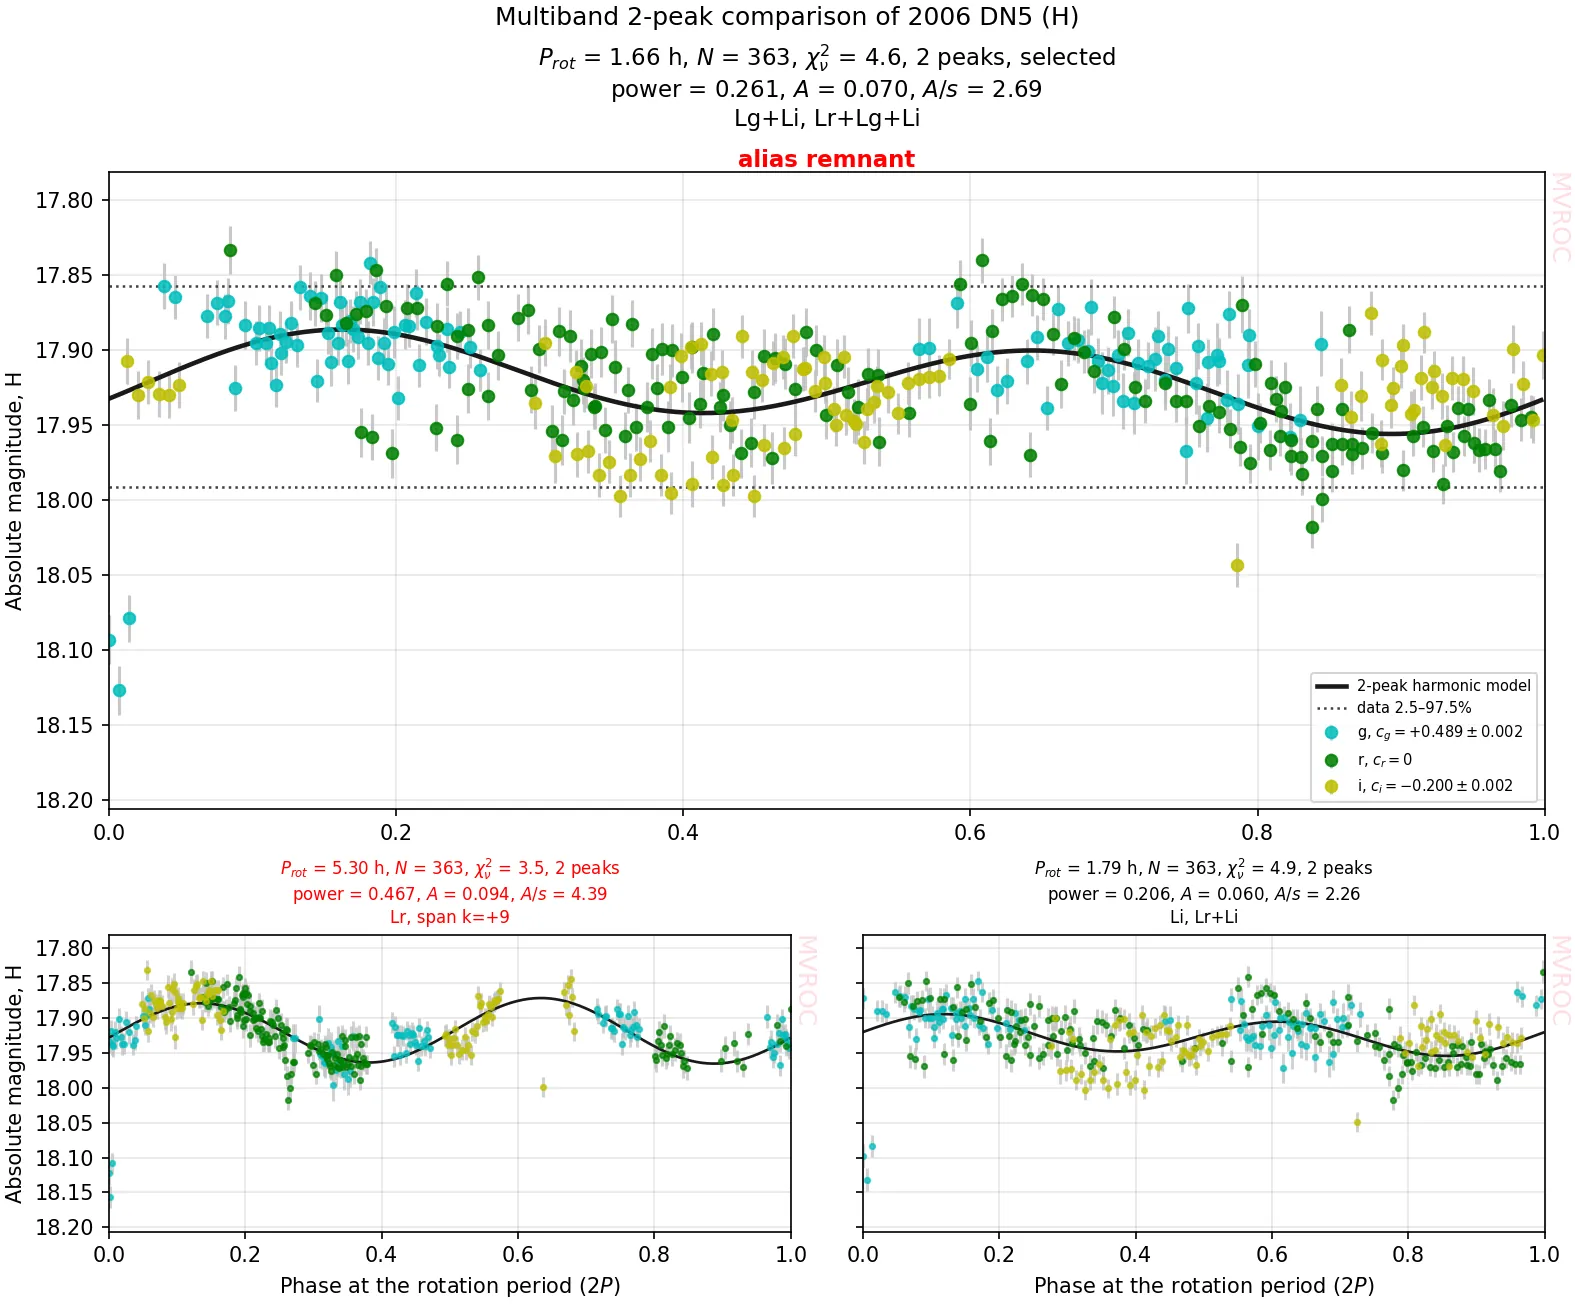 Multiband 2-peak comparison of 2006 DN5 (H)
P_rot = 1.66 h, N = 363, χ²_ν = 4.6, 2 peaks, selected
power = 0.261, A = 0.070, A/s = 2.69
Lg+Li, Lr+Lg+Li
alias remnant
MVROC
Absolute magnitude, H
17.80
17.85
17.90
17.95
18.00
18.05
18.10
18.15
18.20
2-peak harmonic model
data 2.5–97.5%
g, c_g = +0.489 ± 0.002
r, c_r = 0
i, c_i = −0.200 ± 0.002
0.0 0.2 0.4 0.6 0.8 1.0
P_rot = 5.30 h, N = 363, χ²_ν = 3.5, 2 peaks
power = 0.467, A = 0.094, A/s = 4.39
Lr, span k=+9
MVROC
Absolute magnitude, H
17.80
17.85
17.90
17.95
18.00
18.05
18.10
18.15
18.20
0.0 0.2 0.4 0.6 0.8 1.0
Phase at the rotation period (2P)
P_rot = 1.79 h, N = 363, χ²_ν = 4.9, 2 peaks
power = 0.206, A = 0.060, A/s = 2.26
Li, Lr+Li
MVROC
0.0 0.2 0.4 0.6 0.8 1.0
Phase at the rotation period (2P)